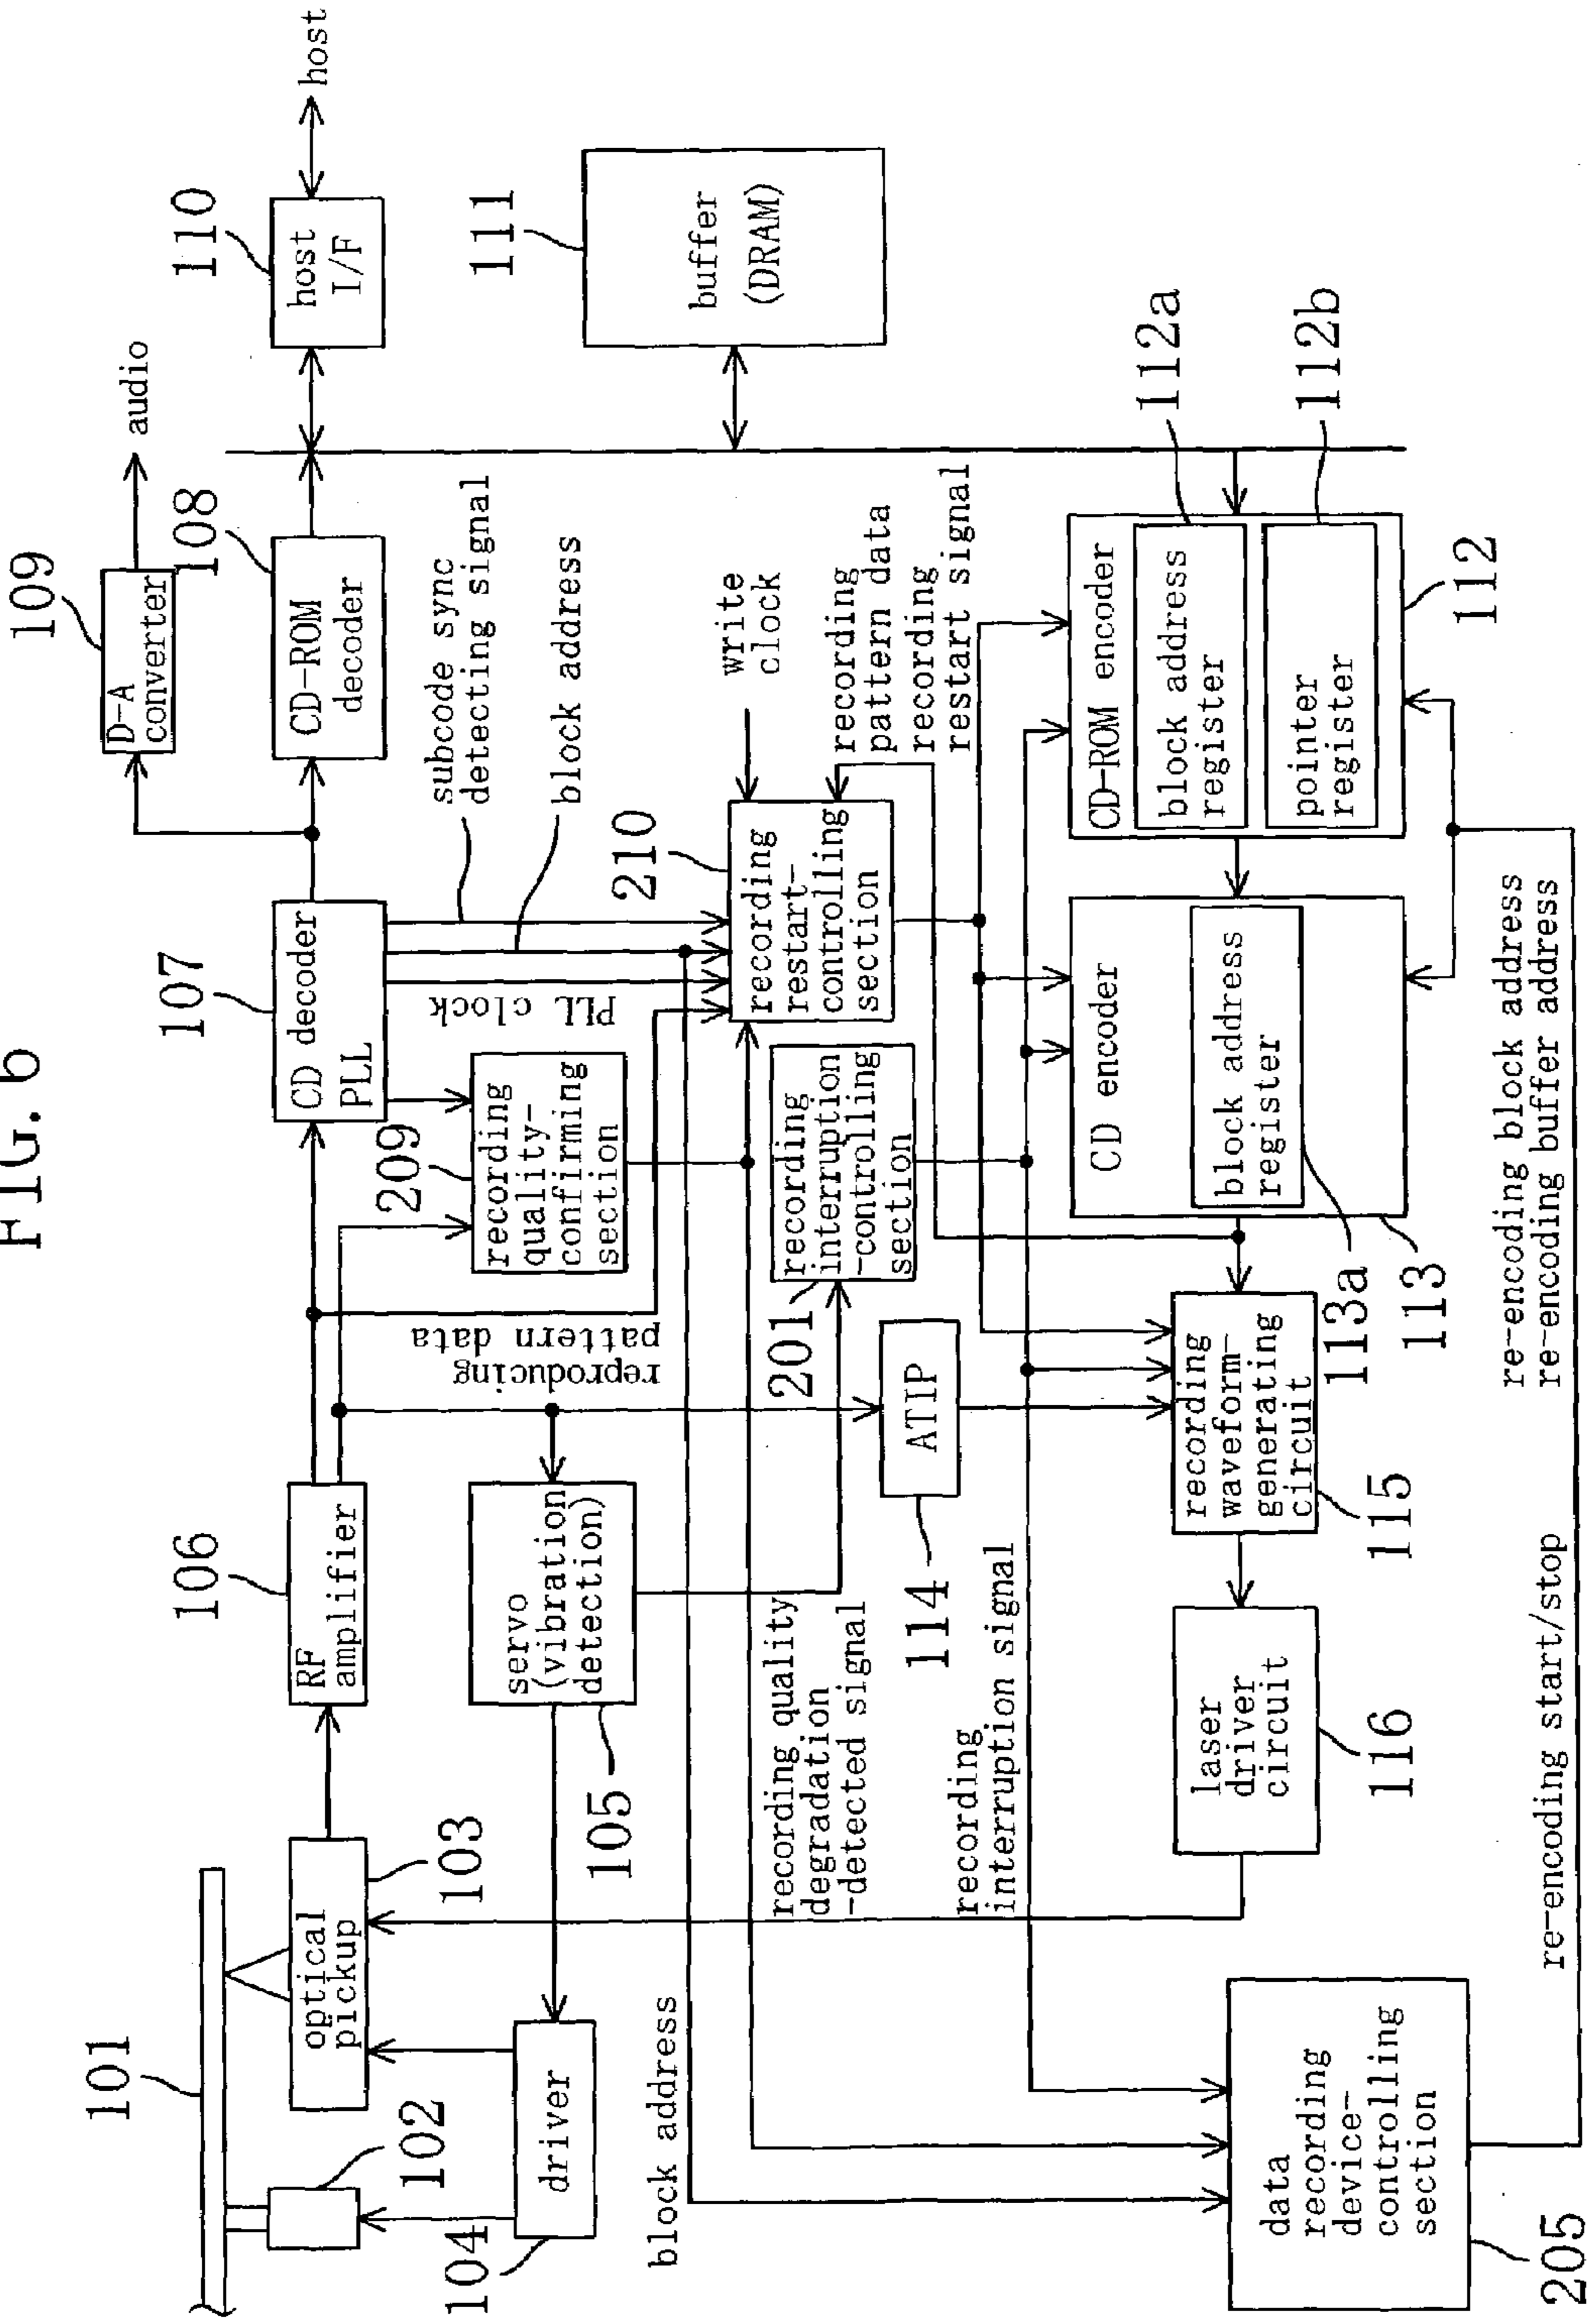 FIG. 6
101
102
103
optical
pickup
104
driver
105
servo
(vibration
detection)
106
RF
amplifier
107
CD decoder
PLL
108
CD-ROM
decoder
109
D-A
converter
audio
110
host
I/F
host
111
buffer
(DRAM)
209
recording
quality-
confirming
section
reproducing
pattern data
PLL clock
subcode sync
detecting signal
block address
210
recording
restart-
controlling
section
write
clock
recording
pattern data
recording
restart signal
201
recording
interruption
-controlling
section
114
ATIP
recording quality
degradation
-detected signal
recording
interruption signal
block address
112
CD-ROM encoder
112a
block address
register
112b
pointer
register
113
CD encoder
113a
block address
register
115
recording
waveform-
generating
circuit
116
laser
driver
circuit
205
data
recording
device-
controlling
section
re-encoding start/stop
re-encoding block address
re-encoding buffer address